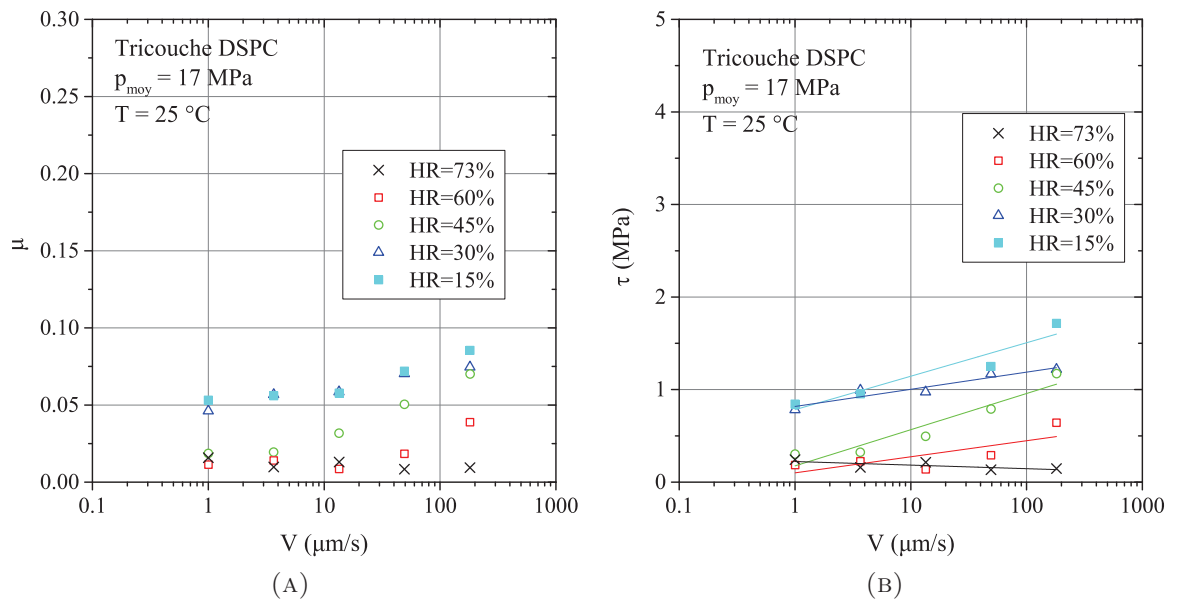 0.30
0.25
0.20
0.15
0.10
0.05
0.00
μ
Tricouche DSPC
pmoy = 17 MPa
T = 25 °C
HR=73%
HR=60%
HR=45%
HR=30%
HR=15%
0.1 1 10 100 1000
V (μm/s)
(A)
5
4
3
2
1
0
τ (MPa)
Tricouche DSPC
pmoy = 17 MPa
T = 25 °C
HR=73%
HR=60%
HR=45%
HR=30%
HR=15%
0.1 1 10 100 1000
V (μm/s)
(B)